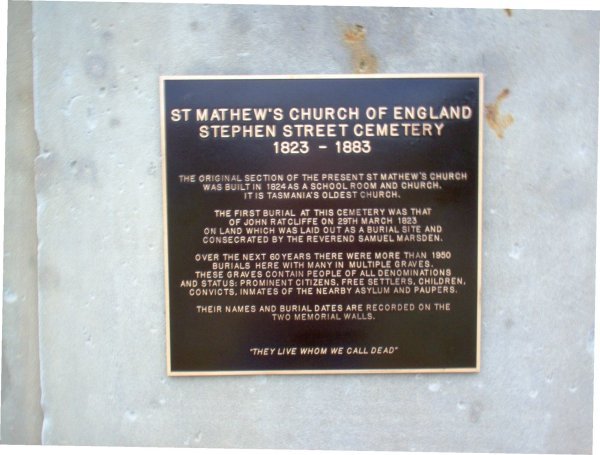 ST MATHEW'S CHURCH OF ENGLAND
STEPHEN STREET CEMETERY
1823 - 1883
THE ORIGINAL SECTION OF THE PRESENT ST MATHEW'S CHURCH
WAS BUILT IN 1824 AS A SCHOOL ROOM AND CHURCH.
IT IS TASMANIA'S OLDEST CHURCH.
THE FIRST BURIAL AT THIS CEMETERY WAS THAT
OF JOHN RATCLIFFE ON 29TH MARCH 1823
ON LAND WHICH WAS LAID OUT AS A BURIAL SITE AND
CONSECRATED BY THE REVEREND SAMUEL MARSDEN.
OVER THE NEXT 60 YEARS THERE WERE MORE THAN 1950
BURIALS HERE WITH MANY IN MULTIPLE GRAVES.
THESE GRAVES CONTAIN PEOPLE OF ALL DENOMINATIONS
AND STATUS: PROMINENT CITIZENS, FREE SETTLERS, CHILDREN,
CONVICTS, INMATES OF THE NEARBY ASYLUM AND PAUPERS.
THEIR NAMES AND BURIAL DATES ARE RECORDED ON THE
TWO MEMORIAL WALLS.
"THEY LIVE WHOM WE CALL DEAD"